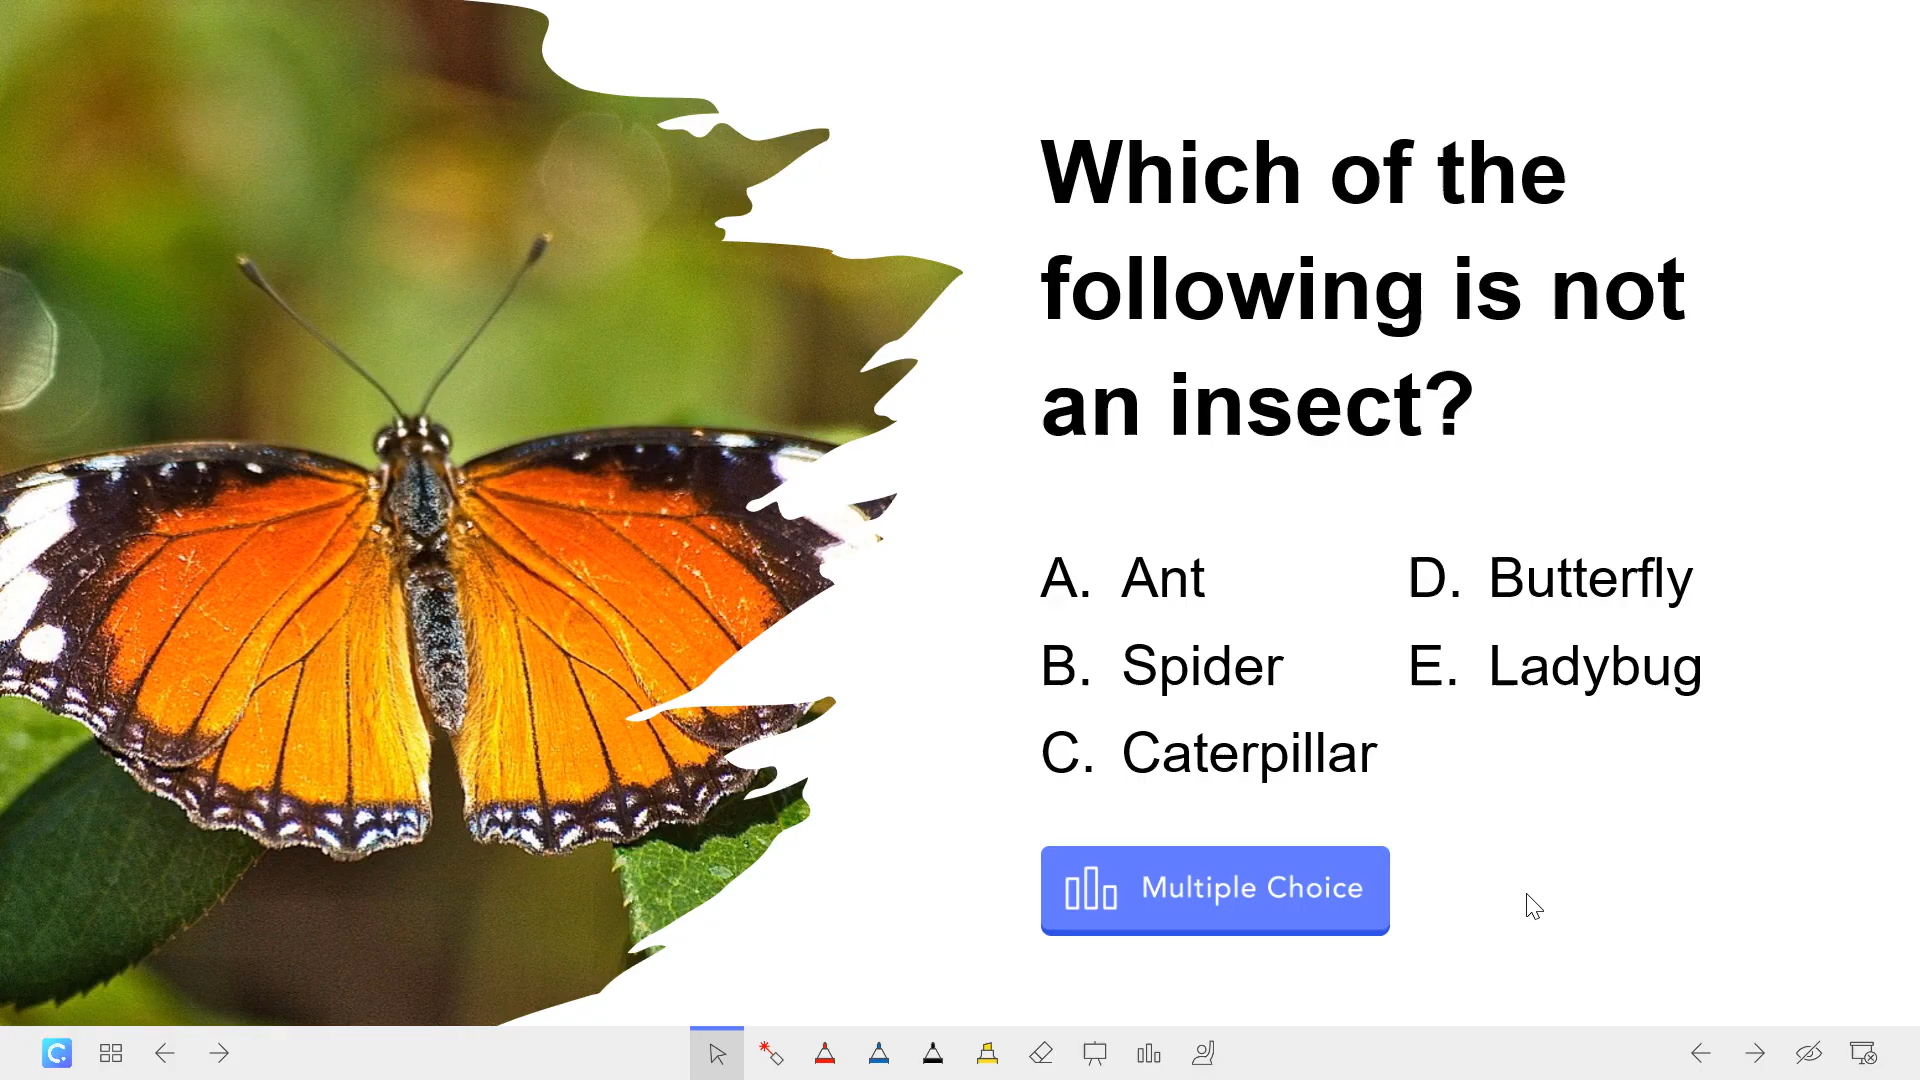 Which of the
following is not
an insect?
A. Ant
B. Spider
C. Caterpillar
D. Butterfly
E. Ladybug
Multiple Choice